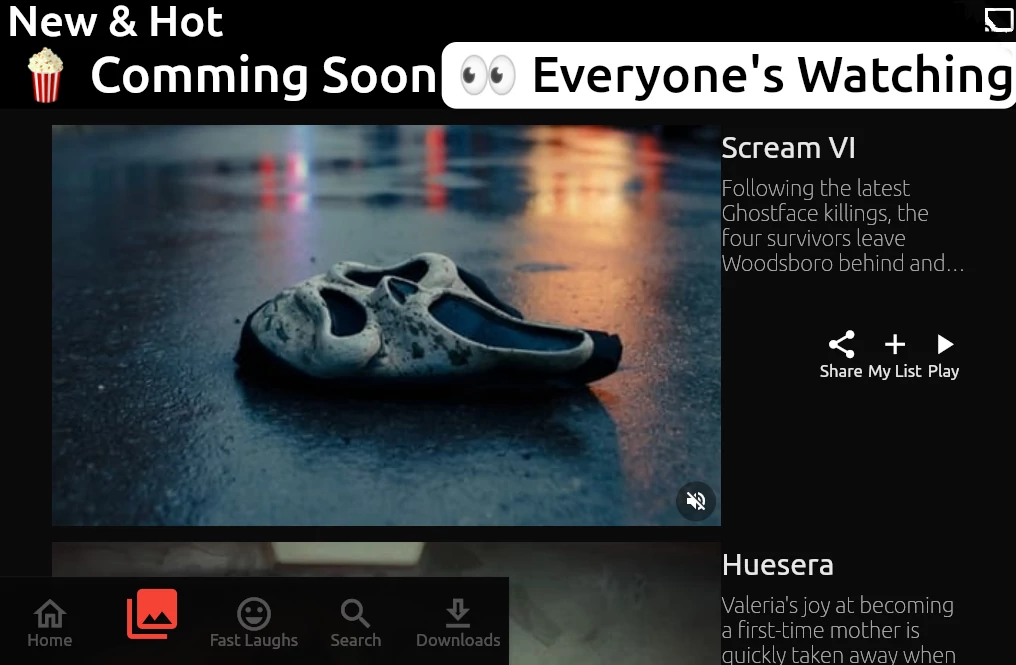 New & Hot
🍿 Comming Soon
👀 Everyone's Watching
Scream VI
Following the latest
Ghostface killings, the
four survivors leave
Woodsboro behind and…
Share My List Play
Huesera
Valeria's joy at becoming
a first-time mother is
quickly taken away when
Home
Fast Laughs
Search
Downloads